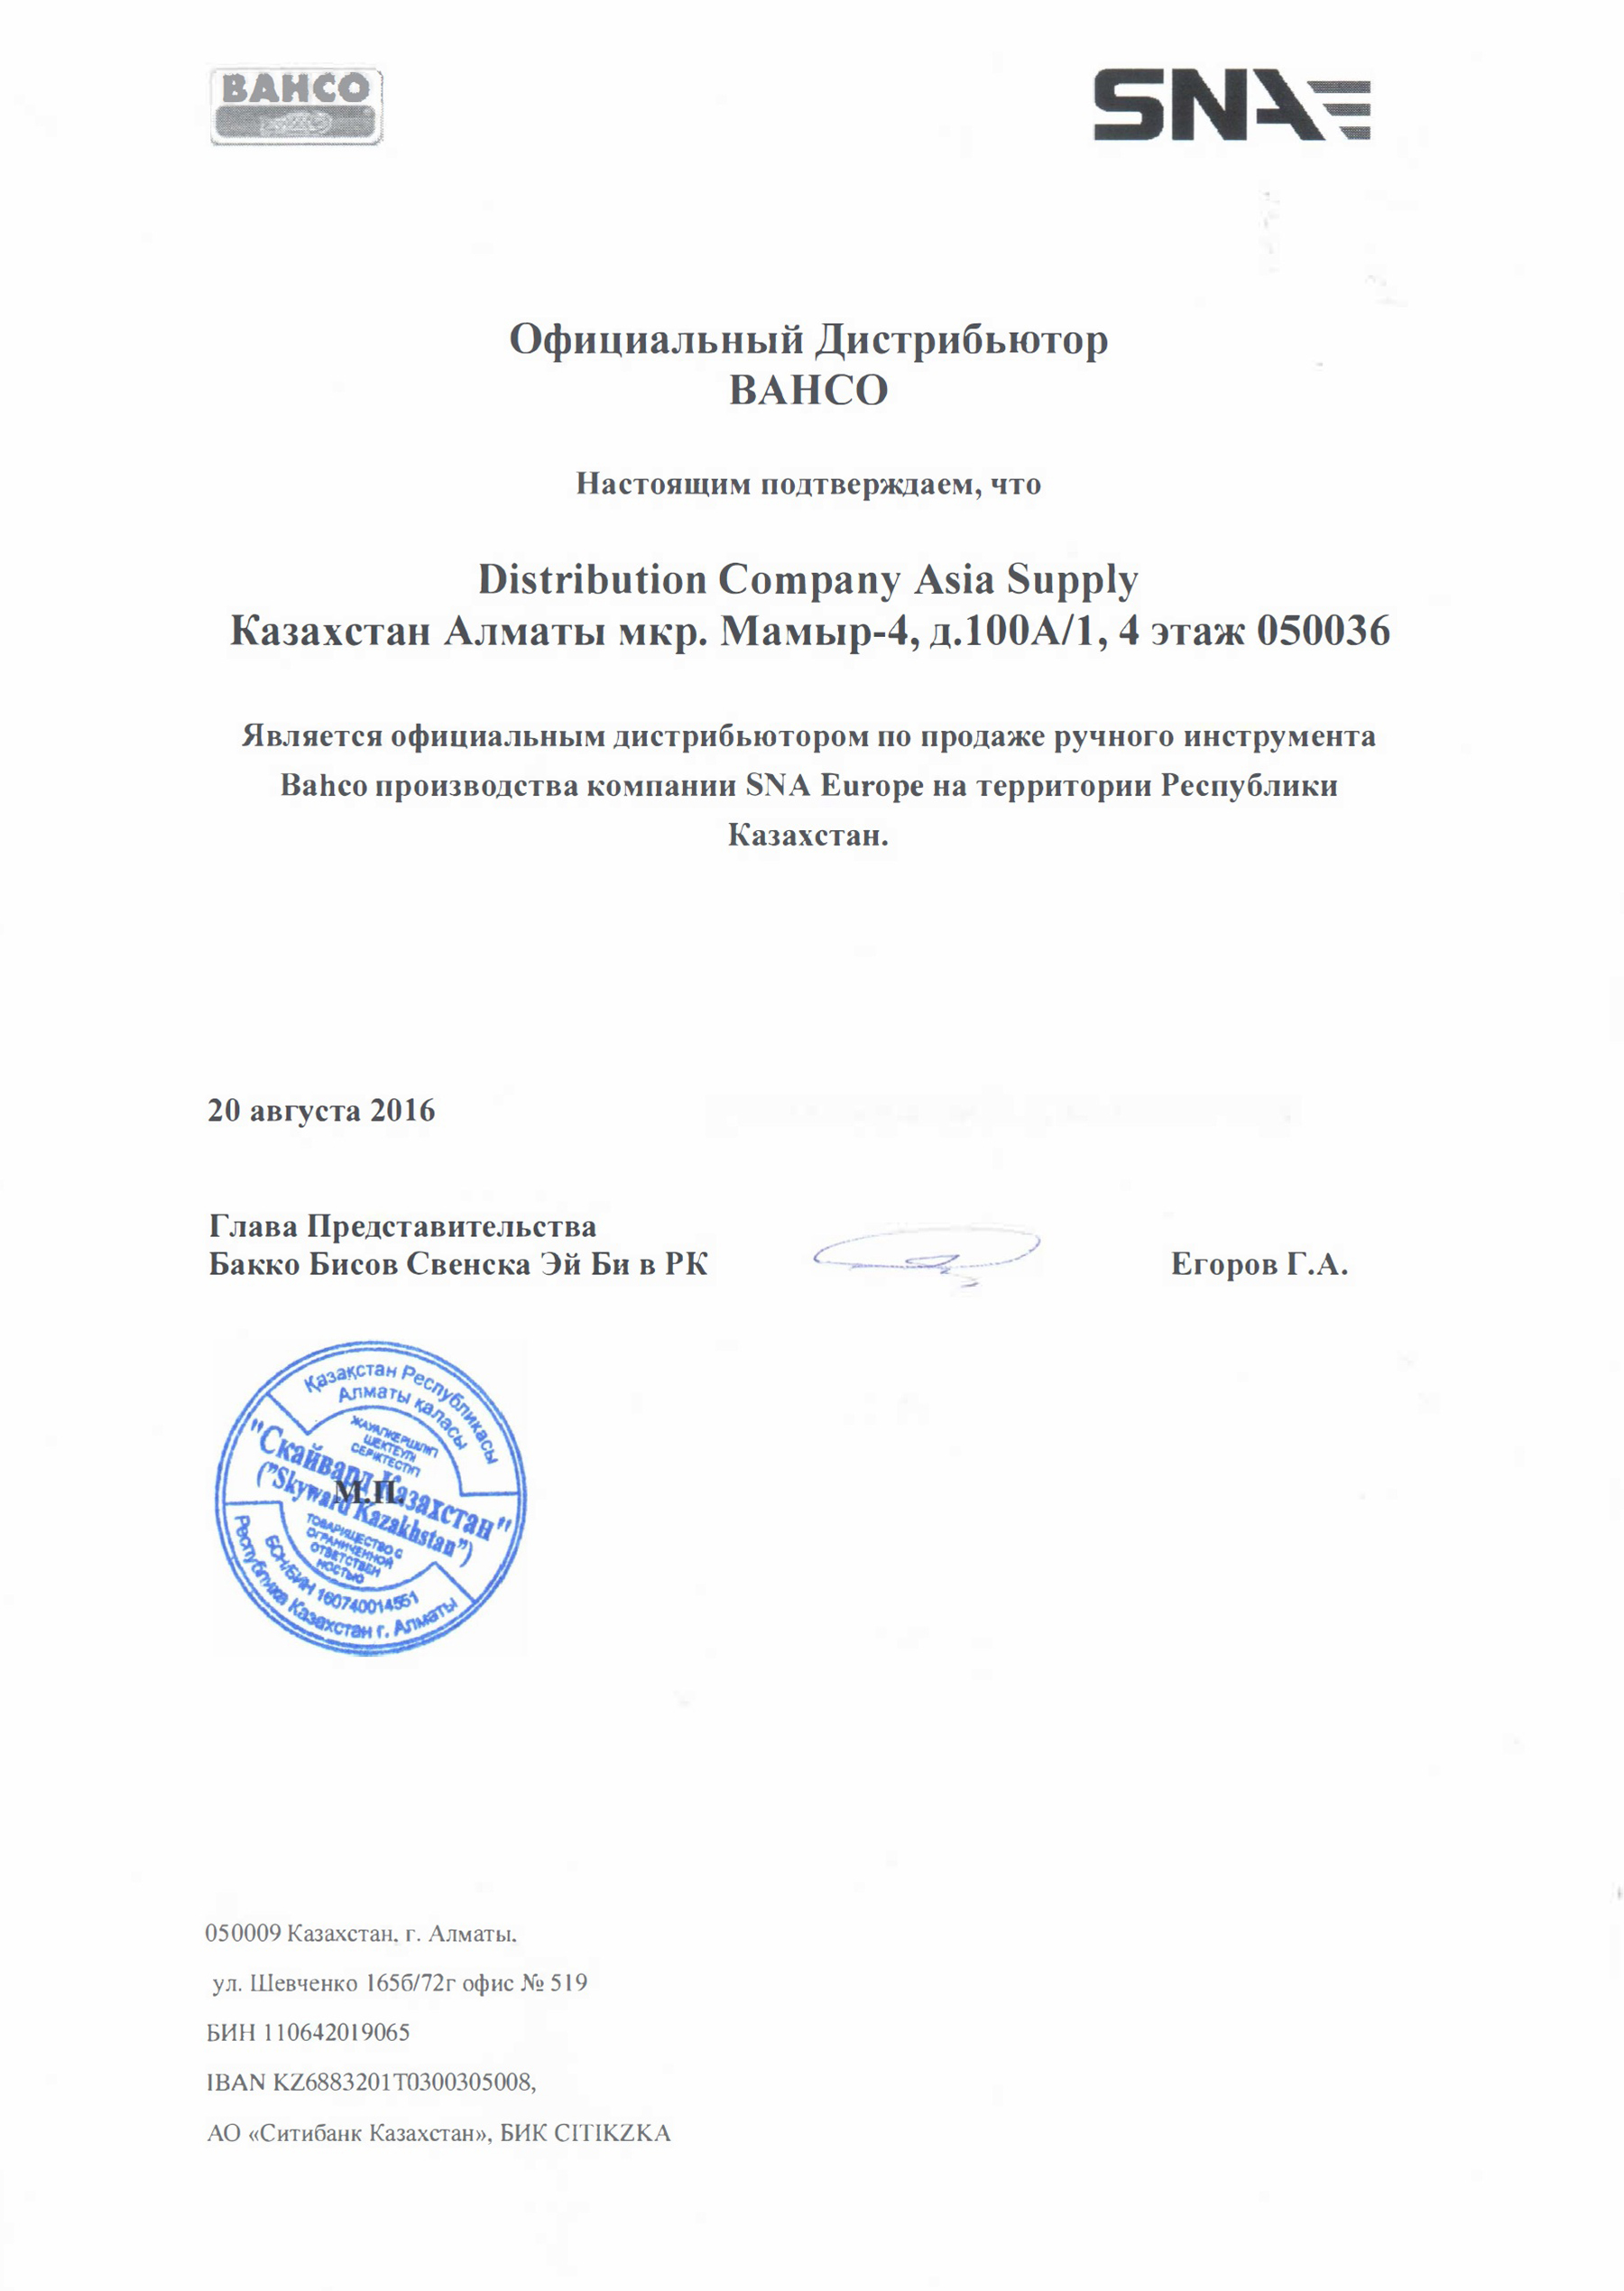 BAHCO
SNA
Официальный Дистрибьютор
BAHCO
Настоящим подтверждаем, что
Distribution Company Asia Supply
Казахстан Алматы мкр. Мамыр-4, д.100А/1, 4 этаж 050036
Является официальным дистрибьютором по продаже ручного инструмента
Bahco производства компании SNA Europe на территории Республики
Казахстан.
20 августа 2016
Глава Представительства
Бакко Бисов Свенска Эй Би в РК
Егоров Г.А.
Қазақстан Республикасы
Алматы қаласы
ЖАУАПКЕРШІЛІГІ
ШЕКТЕУЛІ
СЕРІКТЕСТІГІ
"Скайвард Казахстан"
("Skyward Kazakhstan")
М.П.
ТОВАРИЩЕСТВО С
ОГРАНИЧЕННОЙ
ОТВЕТСТВЕН
НОСТЬЮ
БСН/БИН 160740014551
Республика Казахстан г. Алматы
050009 Казахстан, г. Алматы,
ул. Шевченко 165б/72г офис № 519
БИН 110642019065
IBAN KZ6883201T0300305008,
АО «Ситибанк Казахстан», БИК CITIKZKA